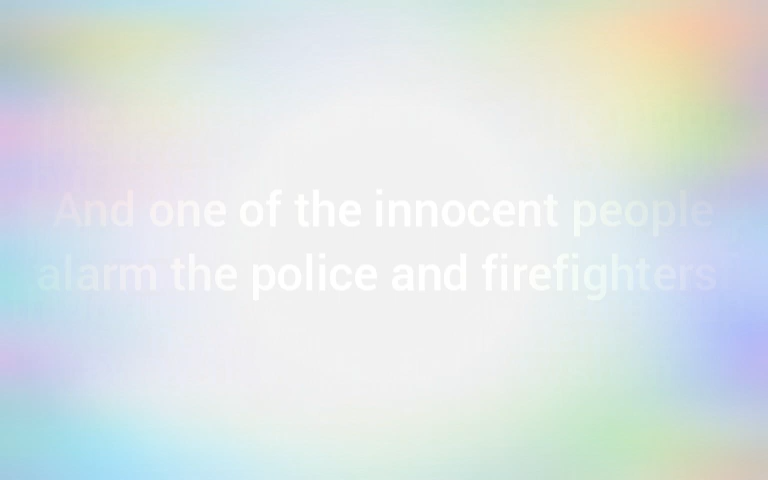 And one of the innocent people
alarm the police and firefighters